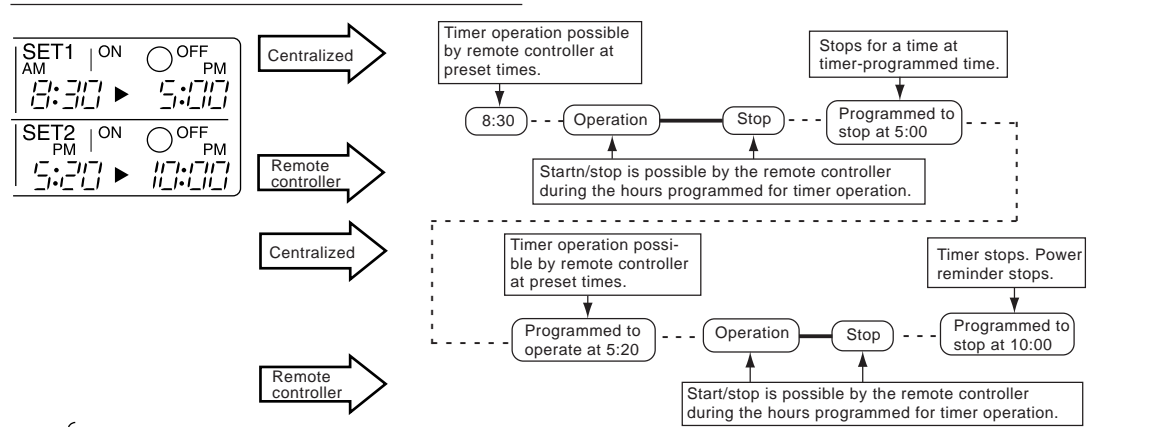 SET1 ON OFF
AM PM
8:30 5:00
SET2 ON OFF
PM PM
5:20 10:00
Centralized
Timer operation possible
by remote controller at
preset times.
Stops for a time at
timer-programmed time.
8:30
Operation
Stop
Programmed to
stop at 5:00
Remote
controller
Startn/stop is possible by the remote controller
during the hours programmed for timer operation.
Centralized
Timer operation possi-
ble by remote controller
at preset times.
Timer stops. Power
reminder stops.
Programmed to
operate at 5:20
Operation
Stop
Programmed to
stop at 10:00
Remote
controller
Start/stop is possible by the remote controller
during the hours programmed for timer operation.